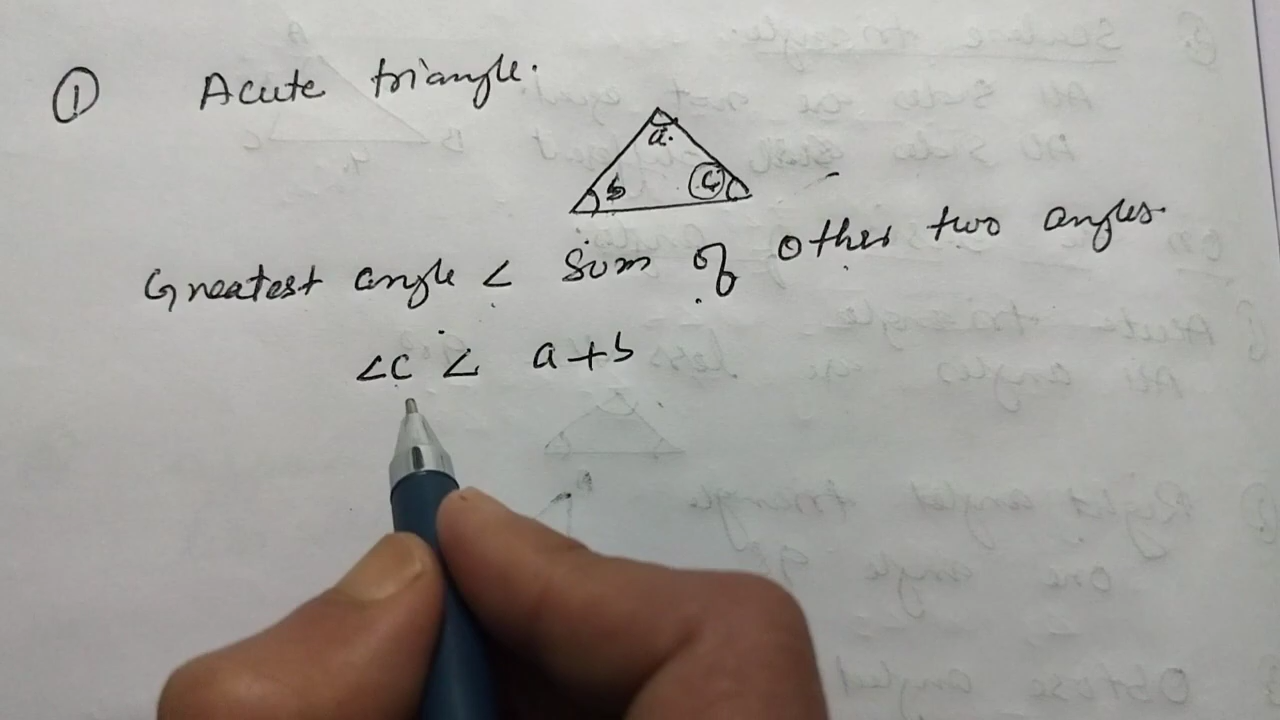 ① Acute triangle.
a
b
c
Greatest angle < Sum of other two angles.
∠c < a+b